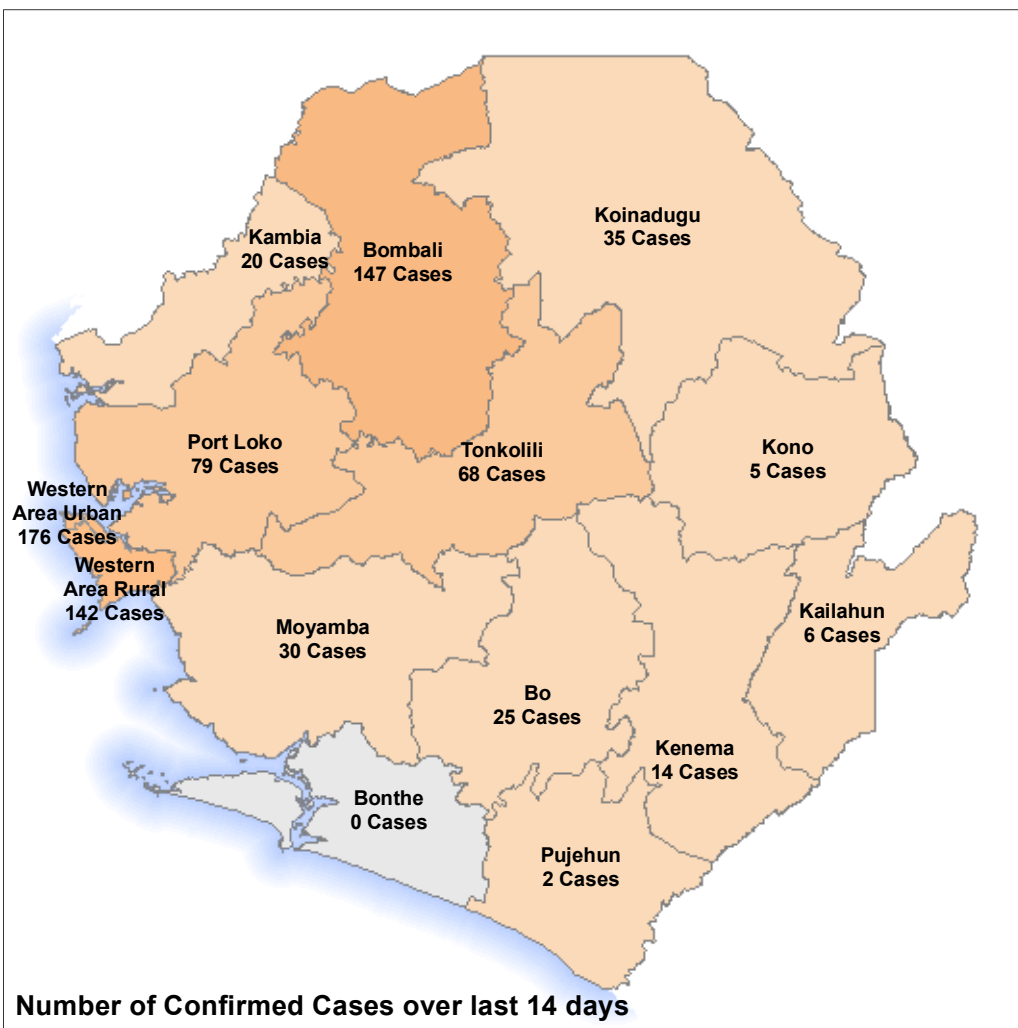 Koinadugu
35 Cases
Kambia
20 Cases
Bombali
147 Cases
Port Loko
79 Cases
Tonkolili
68 Cases
Kono
5 Cases
Western
Area Urban
176 Cases
Western
Area Rural
142 Cases
Kailahun
6 Cases
Moyamba
30 Cases
Bo
25 Cases
Kenema
14 Cases
Bonthe
0 Cases
Pujehun
2 Cases
Number of Confirmed Cases over last 14 days